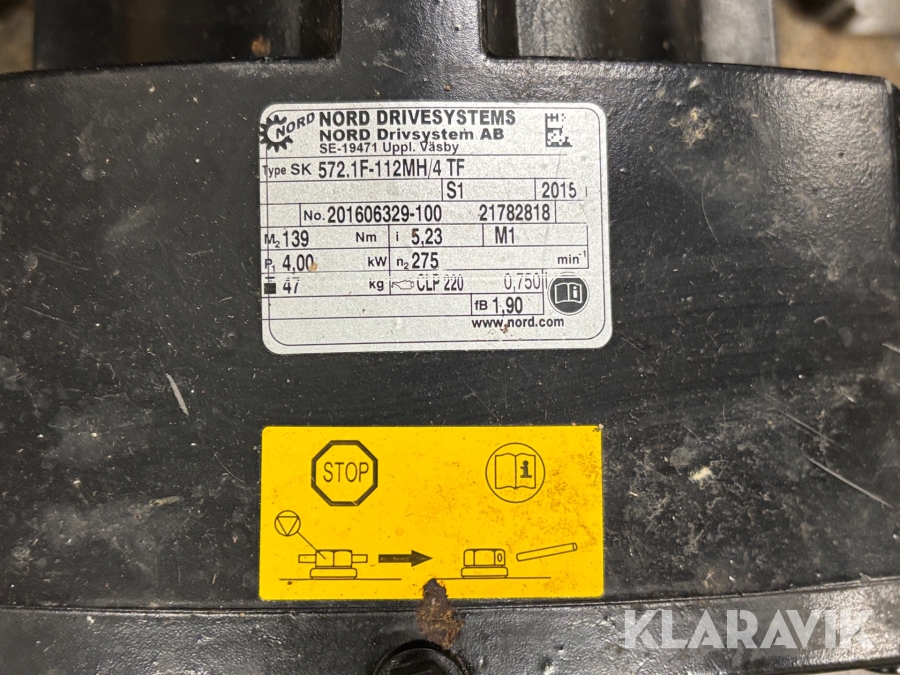 NORD
NORD DRIVESYSTEMS
NORD Drivsystem AB
SE-19471 Uppl. Väsby
Type SK 572.1F-112MH/4 TF
S1 2015
No. 201606329-100 21782818
M2 139 Nm i 5,23 M1
P1 4,00 kW n2 275 min-1
47 kg CLP 220 0,750 l
fB 1,90
www.nord.com
STOP
KLARAVIK